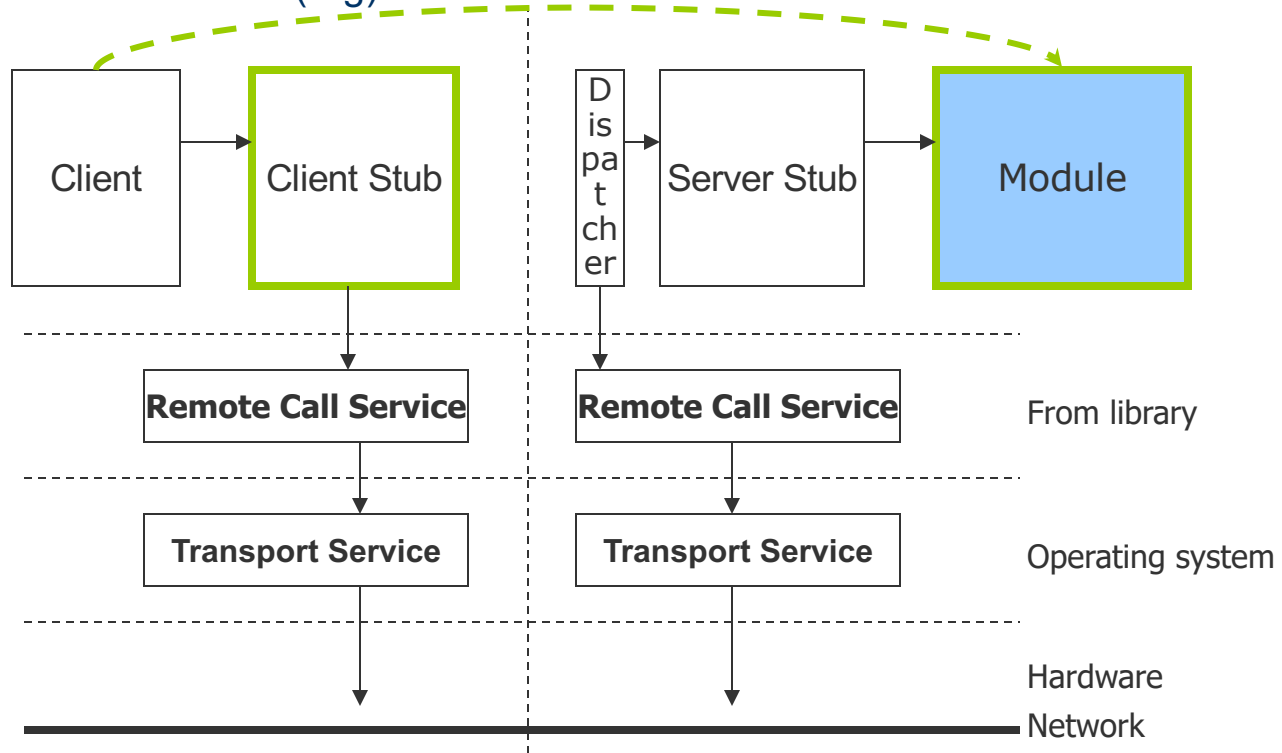 Client
Client Stub
D
is
pa
t
ch
er
Server Stub
Module
Remote Call Service
Remote Call Service
From library
Transport Service
Transport Service
Operating system
Hardware
Network